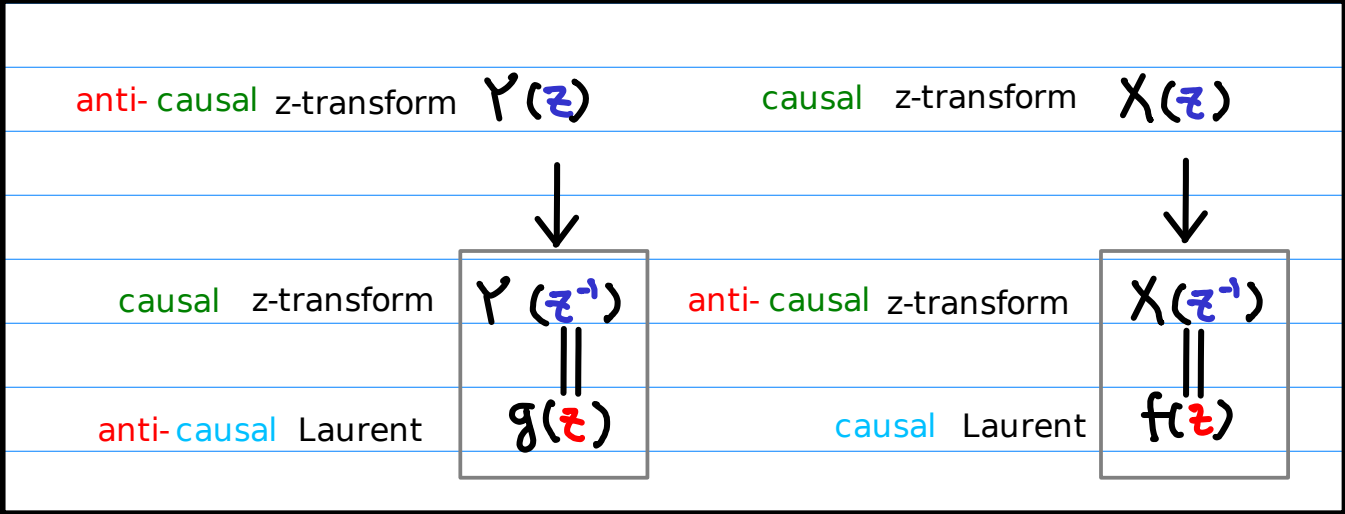 anti- causal z-transform Y(z) causal z-transform X(z)
causal z-transform Y(z⁻¹) anti- causal z-transform X(z⁻¹)
||
||
anti- causal Laurent g(z) causal Laurent f(z)